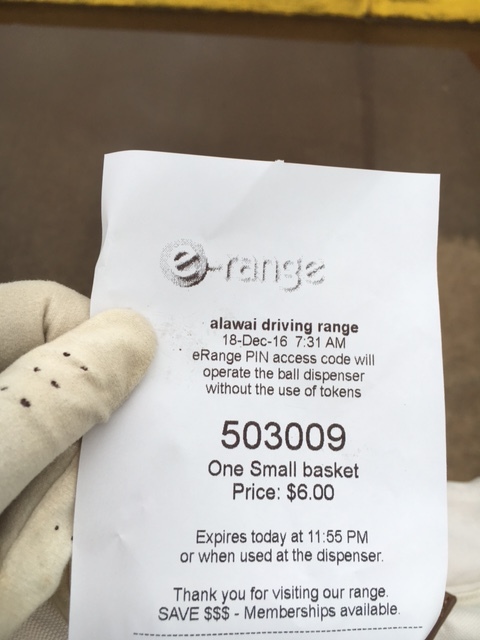 e-range
alawai driving range
18-Dec-16 7:31 AM
eRange PIN access code will
operate the ball dispenser
without the use of tokens
503009
One Small basket
Price: $6.00
Expires today at 11:55 PM
or when used at the dispenser.
Thank you for visiting our range.
SAVE $$$ - Memberships available.